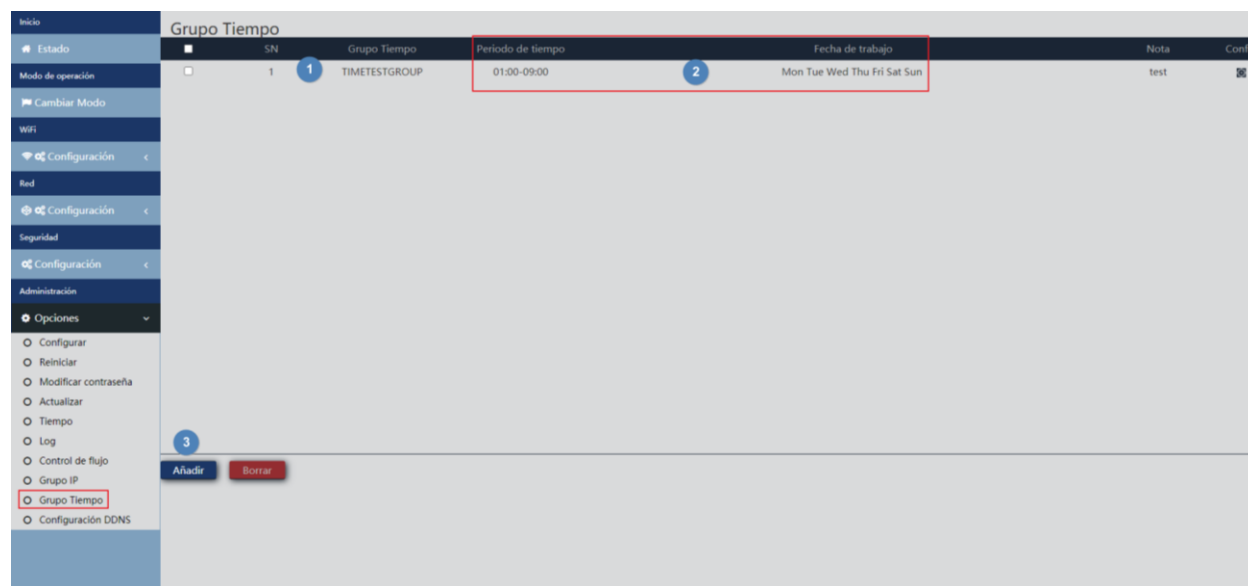 Inicio
Estado
Modo de operación
Cambiar Modo
WiFi
Configuración
Red
Configuración
Seguridad
Configuración
Administración
Opciones
Configurar
Reiniciar
Modificar contraseña
Actualizar
Tiempo
Log
Control de flujo
Grupo IP
Grupo Tiempo
Configuración DDNS
Grupo Tiempo
SN Grupo Tiempo Periodo de tiempo Fecha de trabajo Nota Conf
1 1 TIMETESTGROUP 01:00-09:00 2 Mon Tue Wed Thu Fri Sat Sun test
3
Añadir Borrar